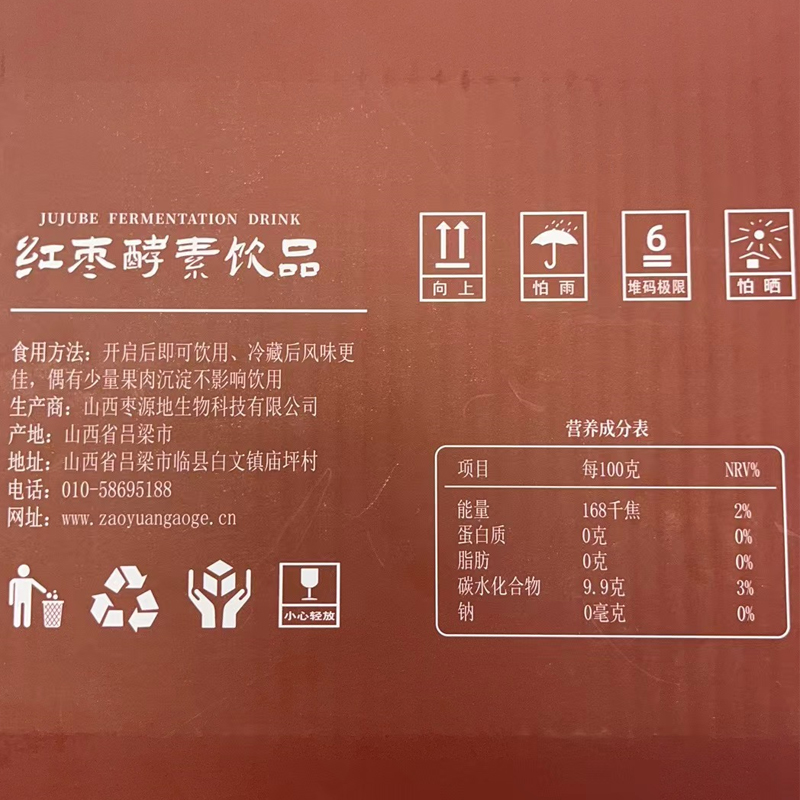 JUJUBE FERMENTATION DRINK
红枣酵素饮品
向上
怕雨
6
堆码极限
怕晒
食用方法：开启后即可饮用、冷藏后风味更
佳，偶有少量果肉沉淀不影响饮用
生产商：山西枣源地生物科技有限公司
产地：山西省吕梁市
地址：山西省吕梁市临县白文镇庙坪村
电话：010-58695188
网址：www.zaoyuangaoge.cn
小心轻放
营养成分表
项目 每100克 NRV%
能量 168千焦 2%
蛋白质 0克 0%
脂肪 0克 0%
碳水化合物 9.9克 3%
钠 0毫克 0%